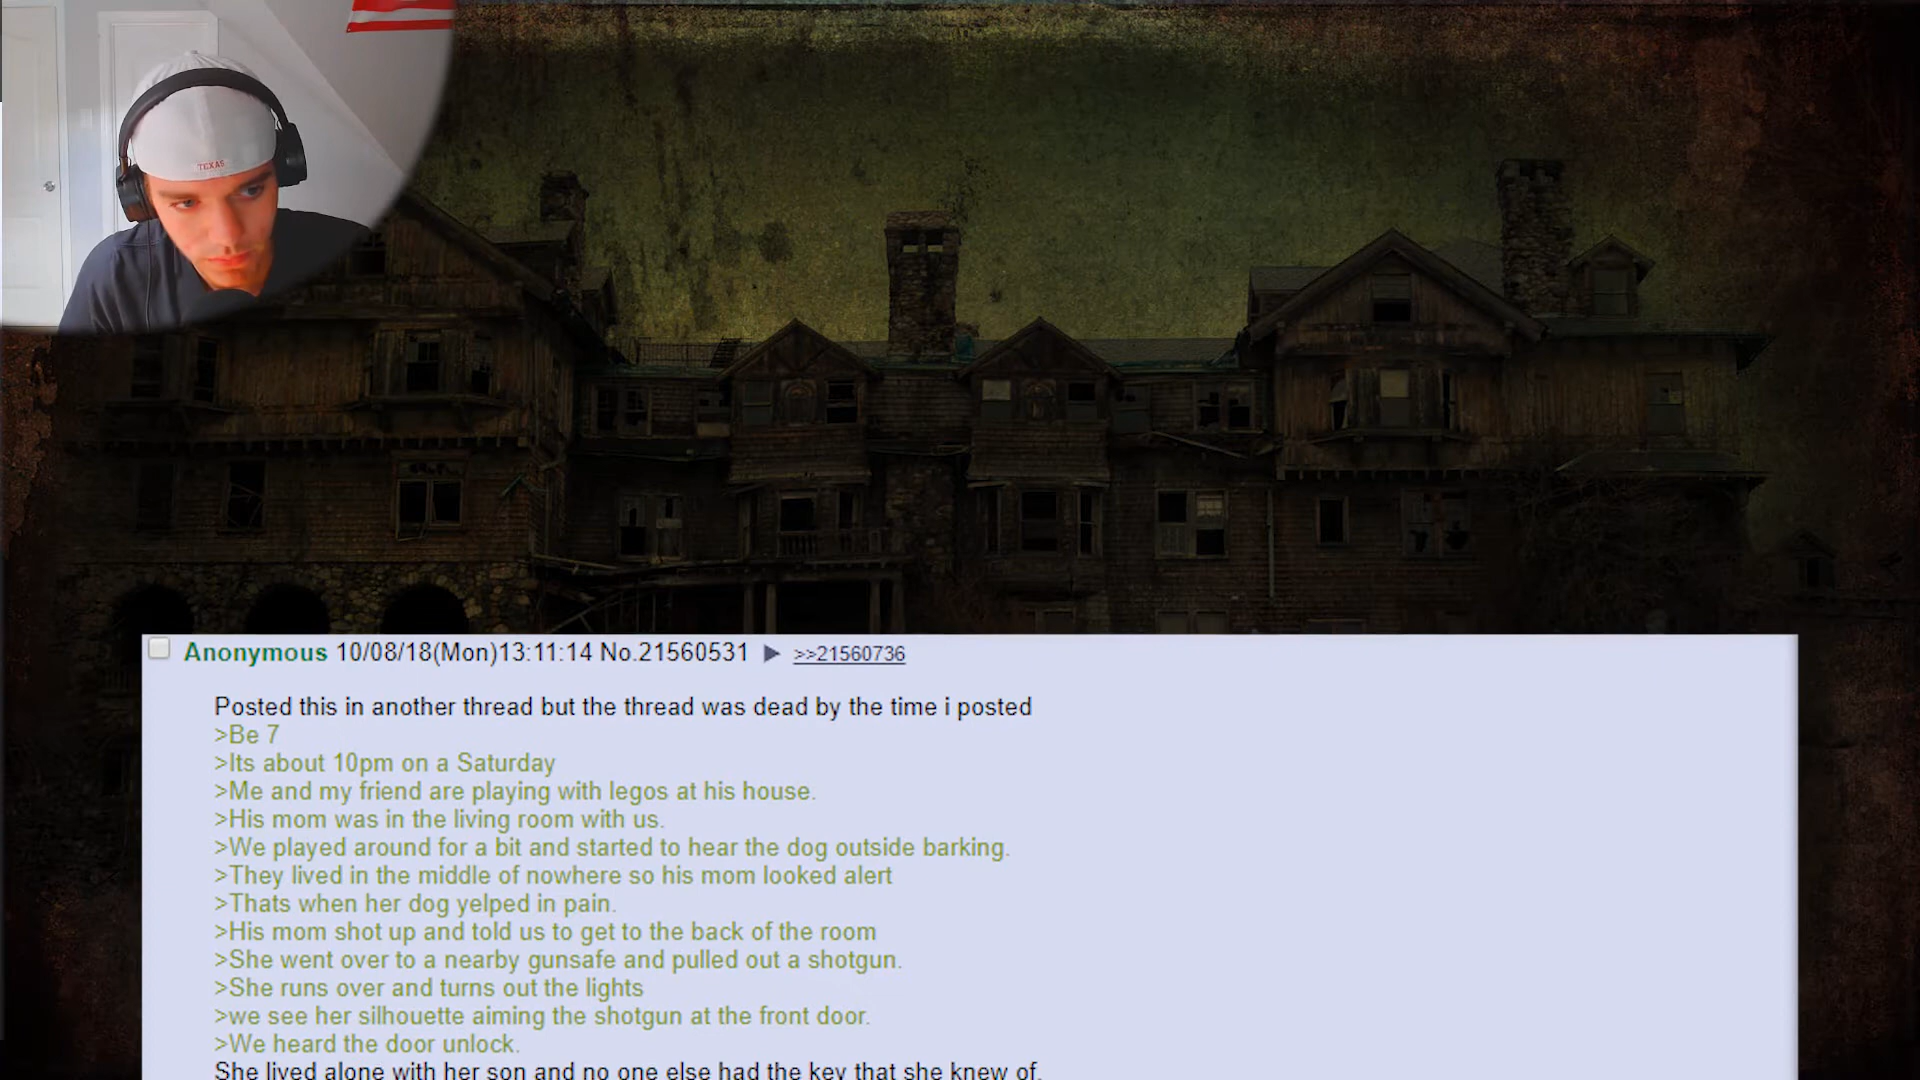 TEXAS
Anonymous 10/08/18(Mon)13:11:14 No.21560531 ▶ >>21560736
Posted this in another thread but the thread was dead by the time i posted
>Be 7
>Its about 10pm on a Saturday
>Me and my friend are playing with legos at his house.
>His mom was in the living room with us.
>We played around for a bit and started to hear the dog outside barking.
>They lived in the middle of nowhere so his mom looked alert
>Thats when her dog yelped in pain.
>His mom shot up and told us to get to the back of the room
>She went over to a nearby gunsafe and pulled out a shotgun.
>She runs over and turns out the lights
>we see her silhouette aiming the shotgun at the front door.
>We heard the door unlock.
She lived alone with her son and no one else had the key that she knew of.